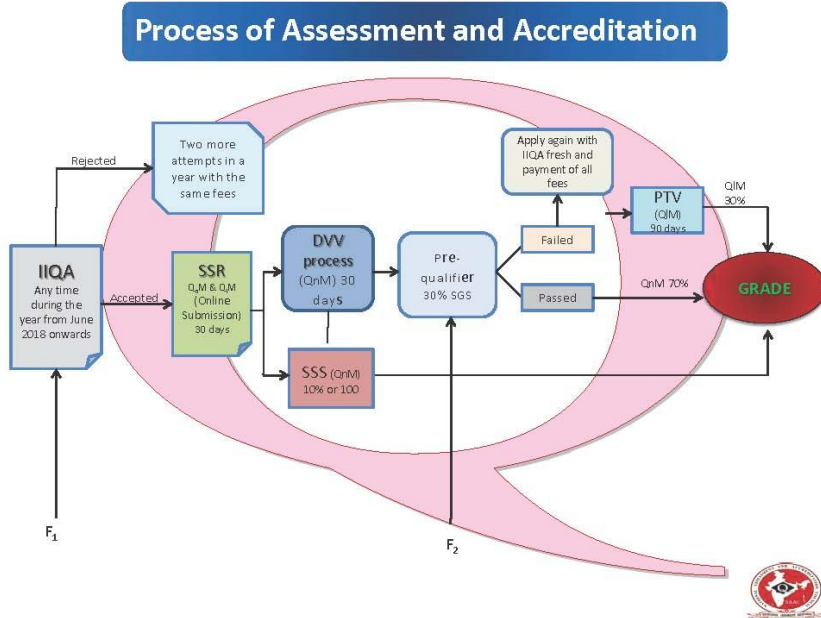 Process of Assessment and Accreditation
Two more
attempts in a
year with the
same fees
Rejected
Apply again with
IIQA fresh and
payment of all
fees
PTV
(QlM)
90 days
QlM
30%
IIQA
Any time
during the
year from June
2018 onwards
Accepted
SSR
QnM & QlM
(Online
Submission)
30 days
DVV
process
(QnM) 30
days
Pre-
qualifier
30% SGS
Failed
Passed
QnM 70%
GRADE
SSS (QnM)
10% or 100
F1
F2